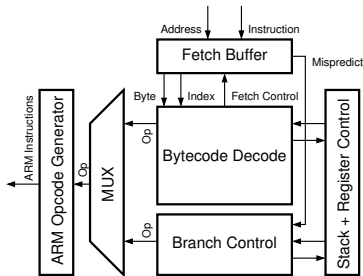 Address
Instruction
Fetch Buffer
Mispredict
Byte
Index
Fetch Control
ARM Instructions
ARM Opcode Generator
Op
MUX
Op
Bytecode Decode
Stack + Register Control
Op
Branch Control